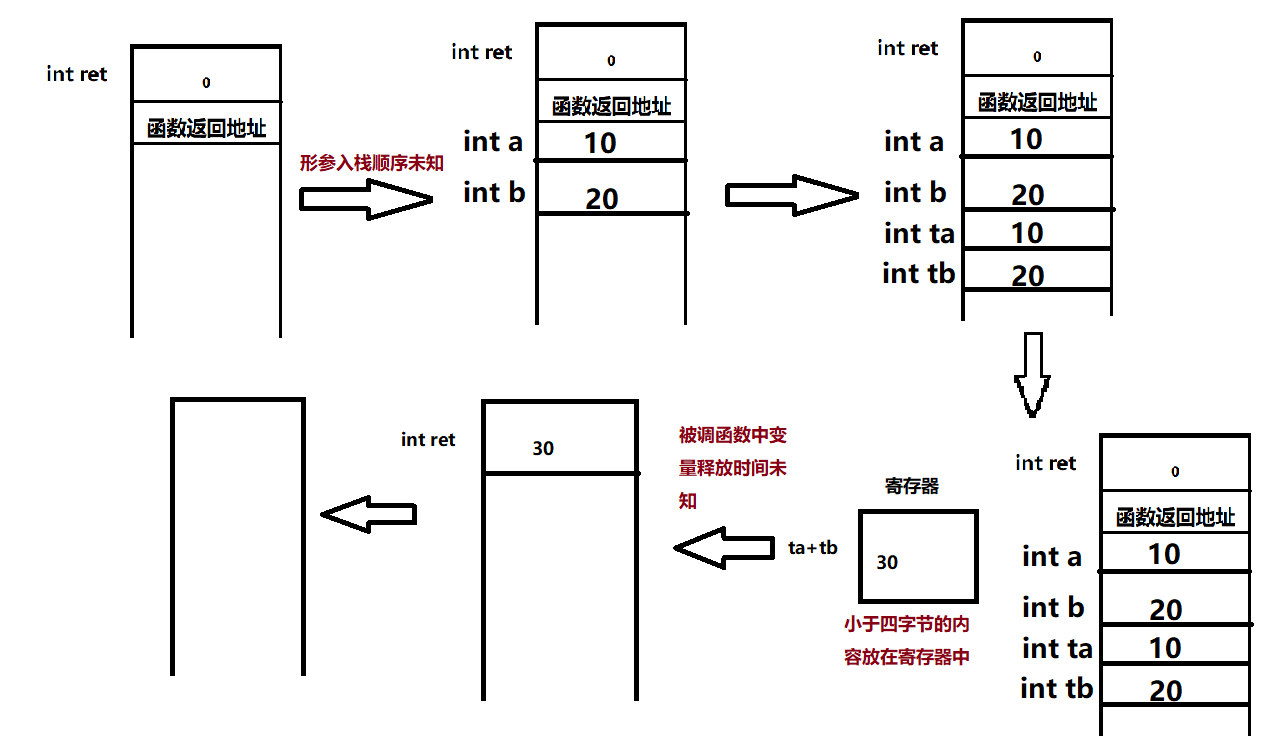 int ret
0
函数返回地址
形参入栈顺序未知
int ret
0
函数返回地址
int a
10
int b
20
int ret
0
函数返回地址
int a
10
int b
20
int ta
10
int tb
20
int ret
0
函数返回地址
int a
10
int b
20
int ta
10
int tb
20
寄存器
30
小于四字节的内
容放在寄存器中
ta+tb
被调函数中变
量释放时间未
知
int ret
30